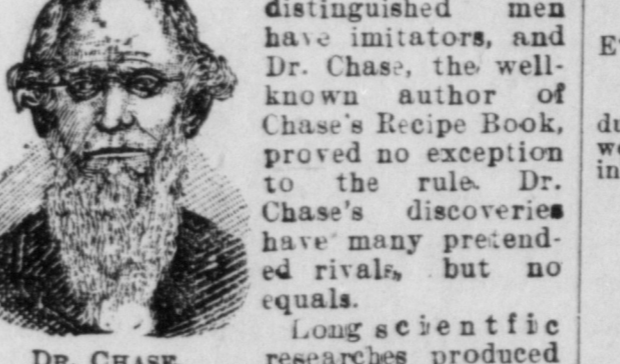 distinguished men
have imitators, and
Dr. Chase, the well-
known author of
Chase's Recipe Book,
proved no exception
to the rule. Dr.
Chase's discoveries
have many pretend-
ed rivals, but no
equals.
Long scientific
researches produced
DR. CHASE